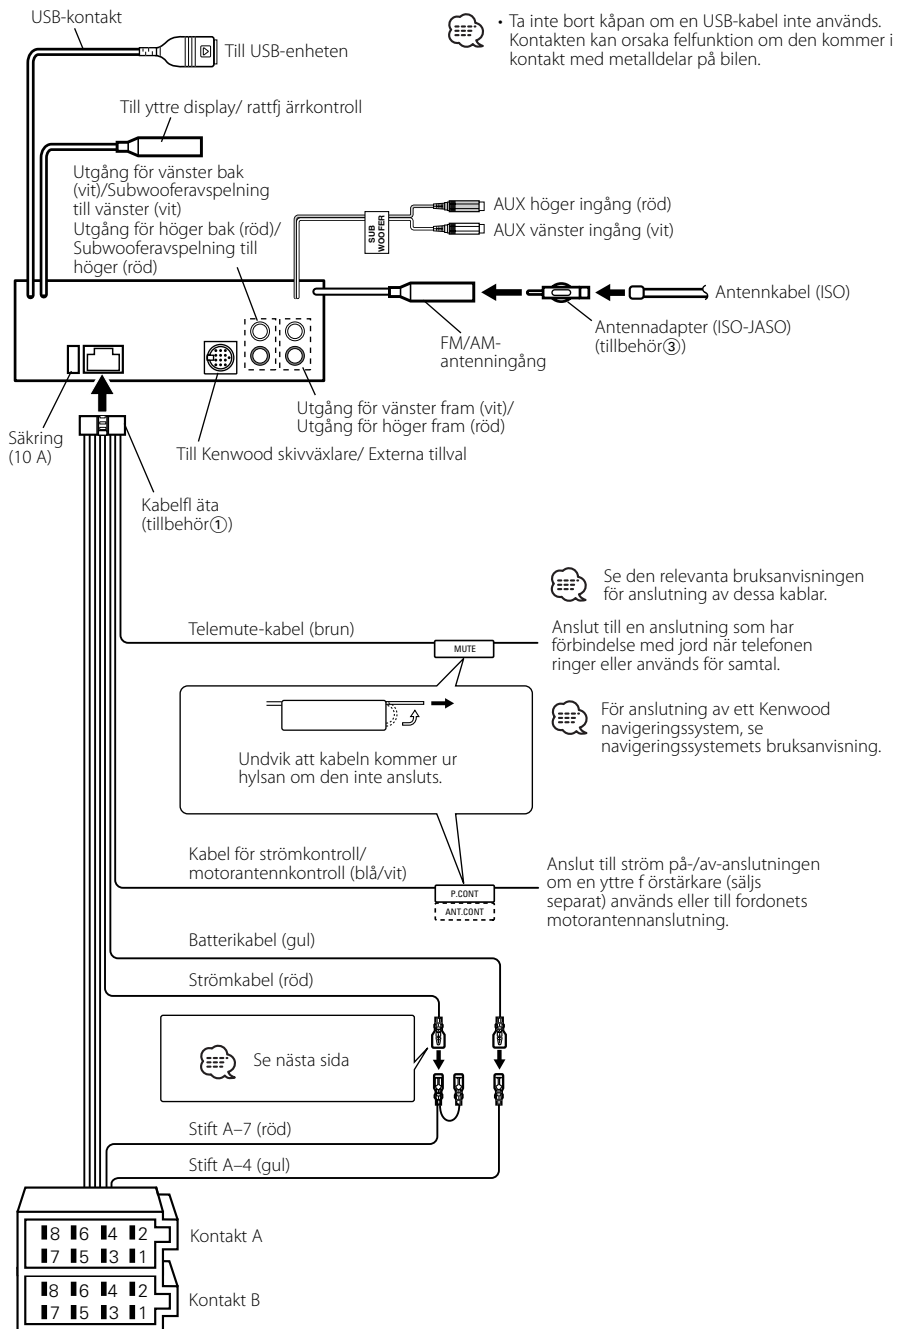 USB-kontakt
Till USB-enheten
• Ta inte bort kåpan om en USB-kabel inte används.
Kontakten kan orsaka felfunktion om den kommer i
kontakt med metalldelar på bilen.
Till yttre display/ rattfj ärrkontroll
Utgång för vänster bak
(vit)/Subwooferavspelning
till vänster (vit)
Utgång för höger bak (röd)/
Subwooferavspelning till
höger (röd)
SUB
WOOFER
AUX höger ingång (röd)
AUX vänster ingång (vit)
Antennkabel (ISO)
Antennadapter (ISO-JASO)
(tillbehör③)
FM/AM-
antenningång
Utgång för vänster fram (vit)/
Utgång för höger fram (röd)
Säkring
(10 A)
Till Kenwood skivväxlare/ Externa tillval
Kabelfl äta
(tillbehör①)
Se den relevanta bruksanvisningen
för anslutning av dessa kablar.
Telemute-kabel (brun)
MUTE
Anslut till en anslutning som har
förbindelse med jord när telefonen
ringer eller används för samtal.
Undvik att kabeln kommer ur
hylsan om den inte ansluts.
För anslutning av ett Kenwood
navigeringssystem, se
navigeringssystemets bruksanvisning.
Kabel för strömkontroll/
motorantennkontroll (blå/vit)
P.CONT
ANT.CONT
Anslut till ström på-/av-anslutningen
om en yttre f örstärkare (säljs
separat) används eller till fordonets
motorantennanslutning.
Batterikabel (gul)
Strömkabel (röd)
Se nästa sida
Stift A–7 (röd)
Stift A–4 (gul)
8 6 4 2
7 5 3 1
Kontakt A
8 6 4 2
7 5 3 1
Kontakt B